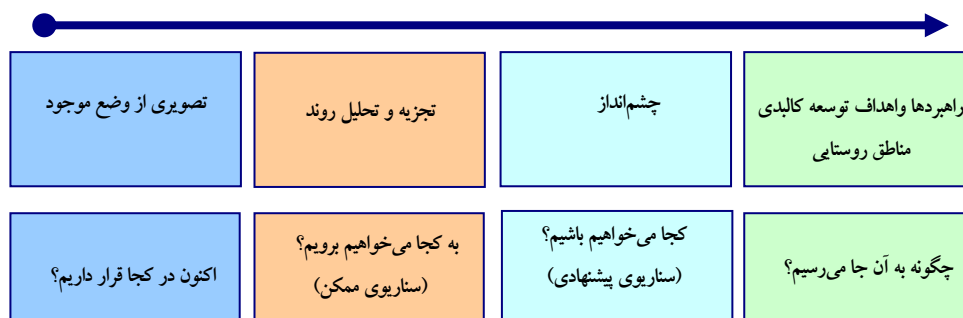 تصویری از وضع موجود
تجزیه و تحلیل روند
چشم‌انداز
راهبردها واهداف توسعه کالبدی
مناطق روستایی
اکنون در کجا قرار داریم؟
به کجا می‌خواهیم برویم؟
(سناریوی ممکن)
کجا می‌خواهیم باشیم؟
(سناریوی پیشنهادی)
چگونه به آن جا می‌رسیم؟